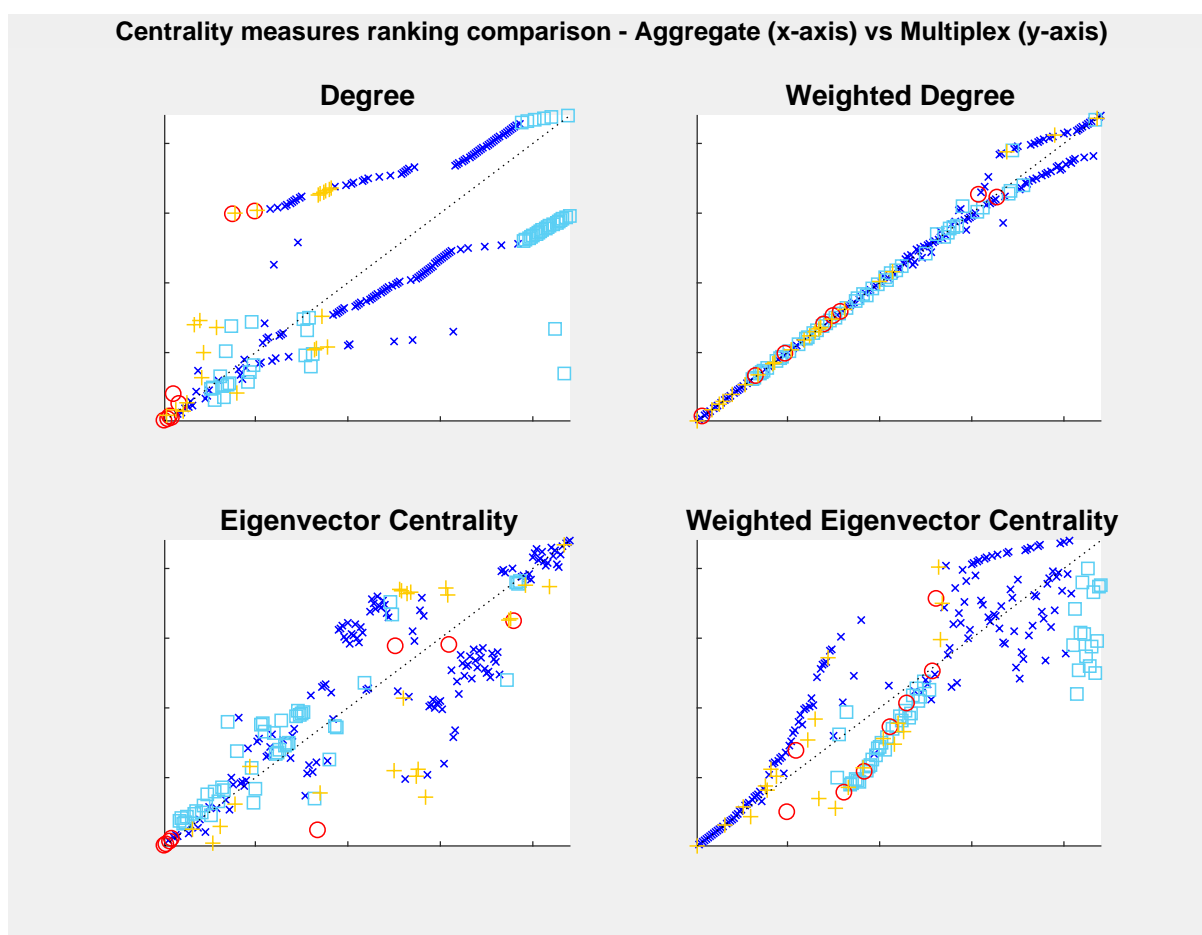 Centrality measures ranking comparison - Aggregate (x-axis) vs Multiplex (y-axis)
Degree
Weighted Degree
Eigenvector Centrality
Weighted Eigenvector Centrality